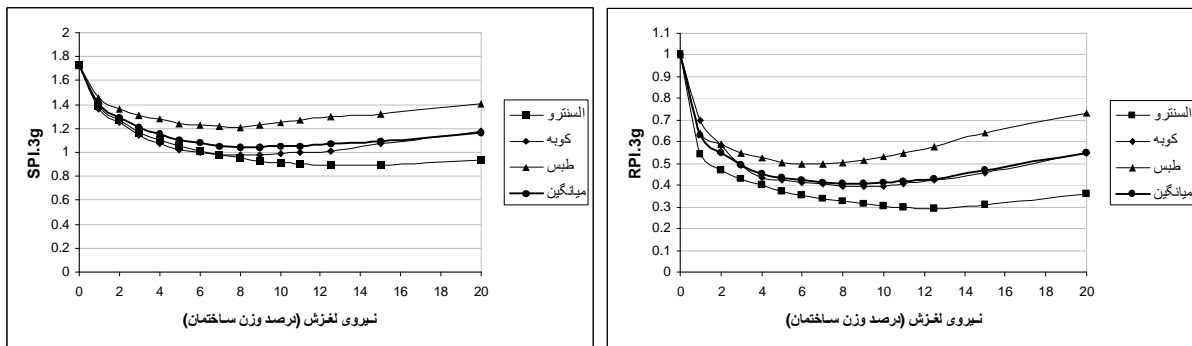 SPI.3g
2
1.8
1.6
1.4
1.2
1
0.8
0.6
0.4
0.2
0
0 2 4 6 8 10 12 14 16 18 20
نیروی لغزش (درصد وزن ساختمان)
السنترو
کوبه
طبس
میانگین
RPI.3g
1.1
1
0.9
0.8
0.7
0.6
0.5
0.4
0.3
0.2
0.1
0
0 2 4 6 8 10 12 14 16 18 20
نیروی لغزش (درصد وزن ساختمان)
السنترو
کوبه
طبس
میانگین